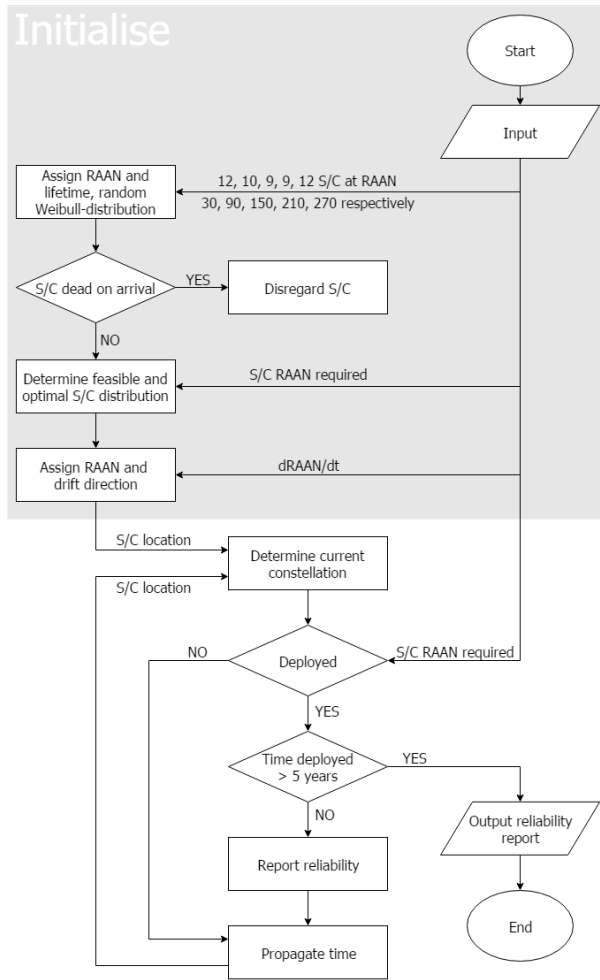 Initialise
Start
Input
12, 10, 9, 9, 12 S/C at RAAN
30, 90, 150, 210, 270 respectively
Assign RAAN and
lifetime, random
Weibull-distribution
S/C dead on arrival
YES
Disregard S/C
NO
Determine feasible and
optimal S/C distribution
S/C RAAN required
Assign RAAN and
drift direction
dRAAN/dt
S/C location
Determine current
constellation
S/C location
NO
Deployed
S/C RAAN required
YES
Time deployed
> 5 years
YES
NO
Output reliability
report
Report reliability
End
Propagate time